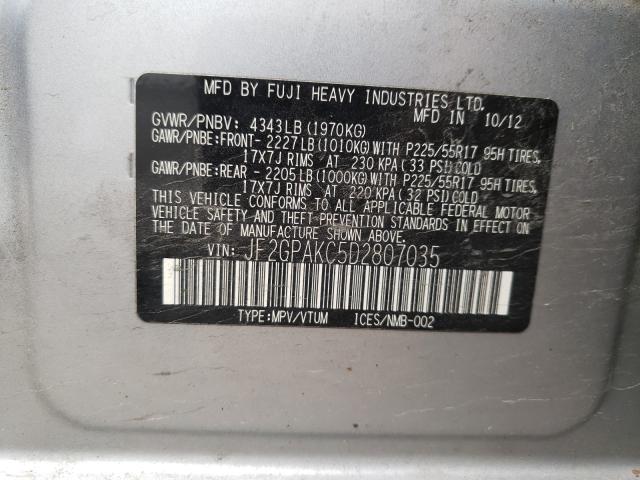 MFD BY FUJI HEAVY INDUSTRIES LTD.
MFD IN 10/12
GVWR/PNBV: 4343LB (1970KG)
GAWR/PNBE:FRONT- 2227LB(1010KG) WITH P225/55R17 95H TIRES,
17X7J RIMS AT 230 KPA (33 PSI) COLD
GAWR/PNBE:REAR - 2205LB(1000KG) WITH P225/55R17 95H TIRES,
17X7J RIMS AT 220 KPA (32 PSI) COLD
THIS VEHICLE CONFORMS TO ALL APPLICABLE FEDERAL MOTOR
VEHICLE SAFETY AND THEFT PREVENTION STANDARDS IN EFFECT ON
THE DATE OF MANUFACTURE SHOWN ABOVE.
VIN: JF2GPAKC5D2807035
TYPE:MPV/VTUM ICES/NMB-002